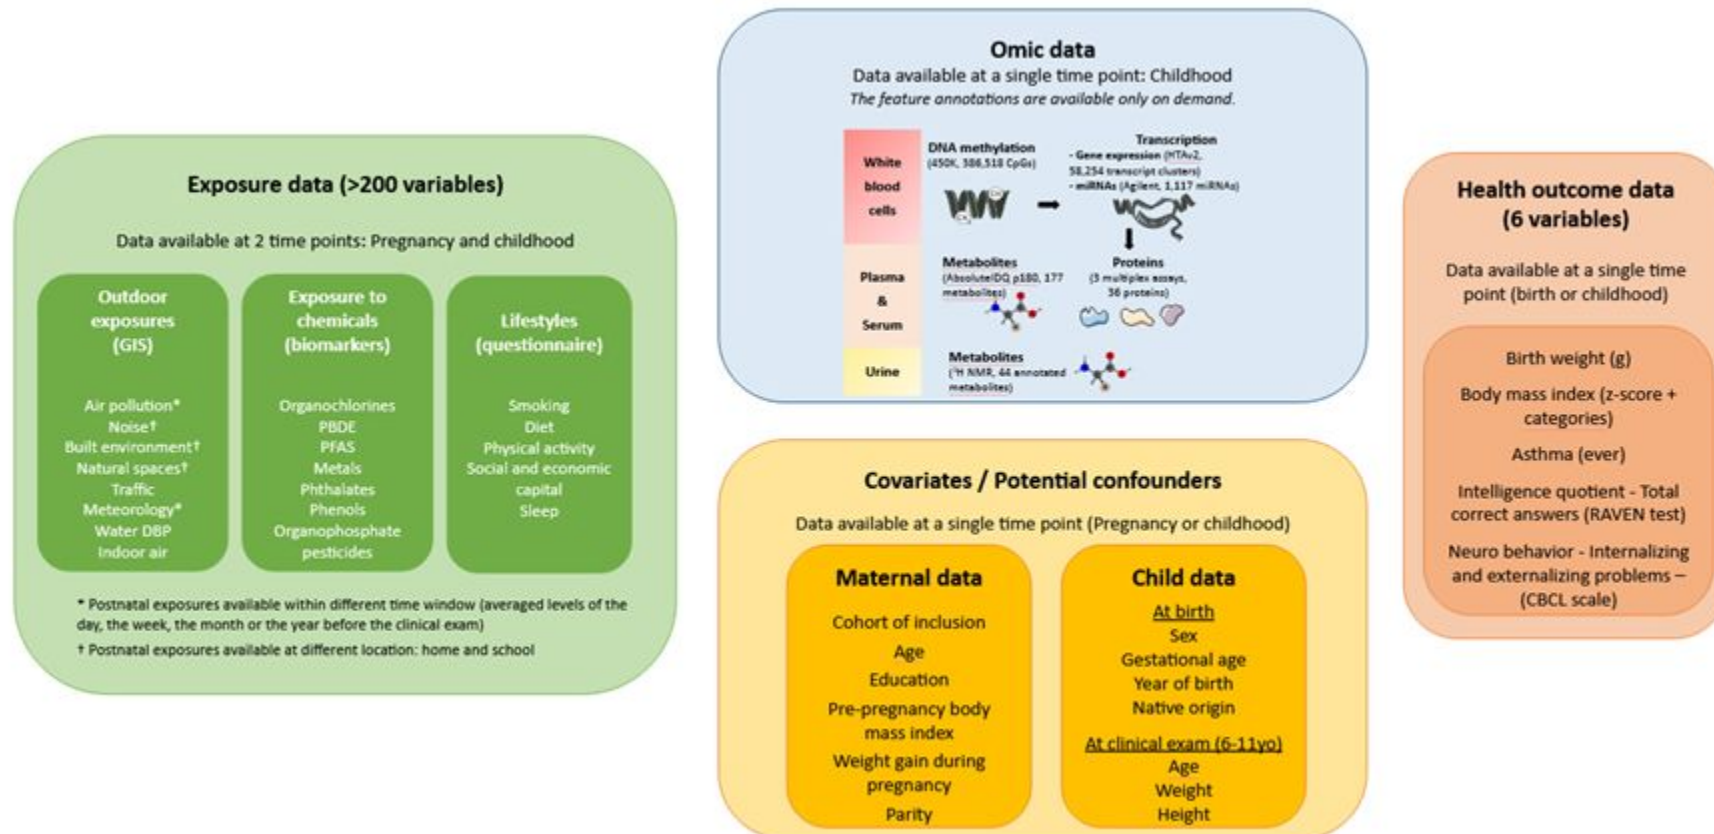 Exposure data (>200 variables)
Data available at 2 time points: Pregnancy and childhood
Outdoor
exposures
(GIS)
Air pollution*
Noise†
Built environment†
Natural spaces†
Traffic
Meteorology*
Water DBP
Indoor air
Exposure to
chemicals
(biomarkers)
Organochlorines
PBDE
PFAS
Metals
Phthalates
Phenols
Organophosphate
pesticides
Lifestyles
(questionnaire)
Smoking
Diet
Physical activity
Social and economic
capital
Sleep
* Postnatal exposures available within different time window (averaged levels of the
day, the week, the month or the year before the clinical exam)
† Postnatal exposures available at different location: home and school
Omic data
Data available at a single time point: Childhood
The feature annotations are available only on demand.
White
blood
cells
DNA methylation
(450K, 386,518 CpGs)
Transcription
- Gene expression (HTAv2,
58,254 transcript clusters)
- miRNAs (Agilent, 1,117 miRNAs)
Plasma
&
Serum
Metabolites
(AbsoluteIDQ p180, 177
metabolites)
Proteins
(3 multiplex assays,
36 proteins)
Urine
Metabolites
(¹H NMR, 44 annotated
metabolites)
Covariates / Potential confounders
Data available at a single time point (Pregnancy or childhood)
Maternal data
Cohort of inclusion
Age
Education
Pre-pregnancy body
mass index
Weight gain during
pregnancy
Parity
Child data
At birth
Sex
Gestational age
Year of birth
Native origin
At clinical exam (6-11yo)
Age
Weight
Height
Health outcome data
(6 variables)
Data available at a single time
point (birth or childhood)
Birth weight (g)
Body mass index (z-score +
categories)
Asthma (ever)
Intelligence quotient - Total
correct answers (RAVEN test)
Neuro behavior - Internalizing
and externalizing problems –
(CBCL scale)